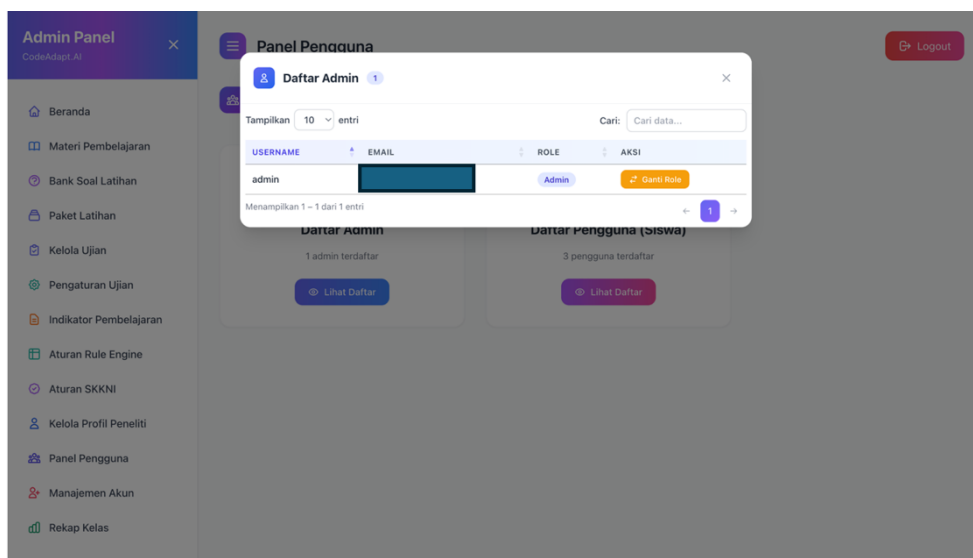 Admin Panel
CodeAdapt.AI
Beranda
Materi Pembelajaran
Bank Soal Latihan
Paket Latihan
Kelola Ujian
Pengaturan Ujian
Indikator Pembelajaran
Aturan Rule Engine
Aturan SKKNI
Kelola Profil Peneliti
Panel Pengguna
Manajemen Akun
Rekap Kelas
Panel Pengguna
Logout
Daftar Admin 1
Tampilkan 10 entri
Cari: Cari data...
USERNAME EMAIL ROLE AKSI
admin Admin Ganti Role
Menampilkan 1 – 1 dari 1 entri
← 1 →
Daftar Admin
1 admin terdaftar
Lihat Daftar
Daftar Pengguna (Siswa)
3 pengguna terdaftar
Lihat Daftar